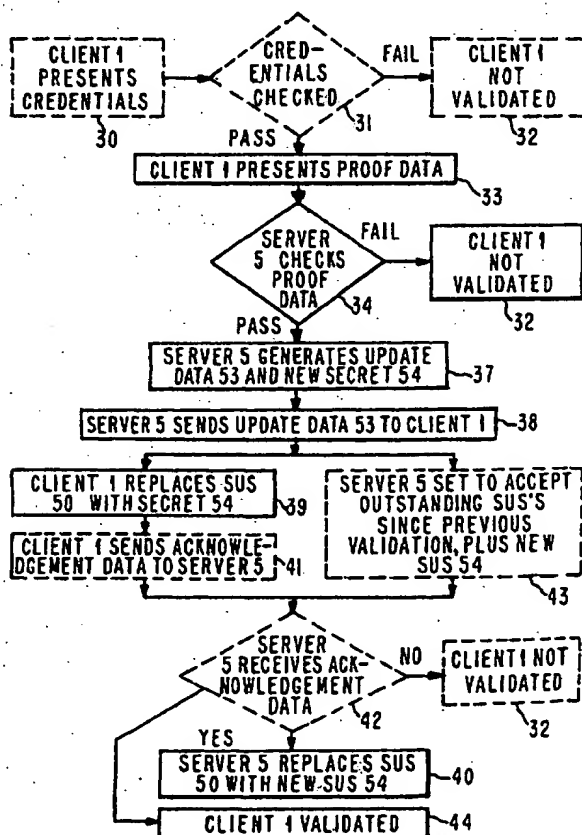 CLIENT 1
PRESENTS
CREDENTIALS
30
CRED-
ENTIALS
CHECKED
31
FAIL
CLIENT 1
NOT
VALIDATED
32
PASS
CLIENT 1 PRESENTS PROOF DATA
33
SERVER
5 CHECKS
PROOF
DATA
34
FAIL
CLIENT 1
NOT
VALIDATED
32
PASS
SERVER 5 GENERATES UPDATE
DATA 53 AND NEW SECRET 54
37
SERVER 5 SENDS UPDATE DATA 53 TO CLIENT 1
38
CLIENT 1 REPLACES SUS
50 WITH SECRET 54
39
CLIENT 1 SENDS ACKNOWLE-
DGEMENT DATA TO SERVER 5
41
SERVER 5 SET TO ACCEPT
OUTSTANDING SUS'S
SINCE PREVIOUS
VALIDATION, PLUS NEW
SUS 54
43
SERVER
5 RECEIVES ACK-
NOWLEDGEMENT
DATA
42
NO
CLIENT 1 NOT
VALIDATED
32
YES
SERVER 5 REPLACES SUS
50 WITH NEW SUS 54
40
CLIENT 1 VALIDATED
44